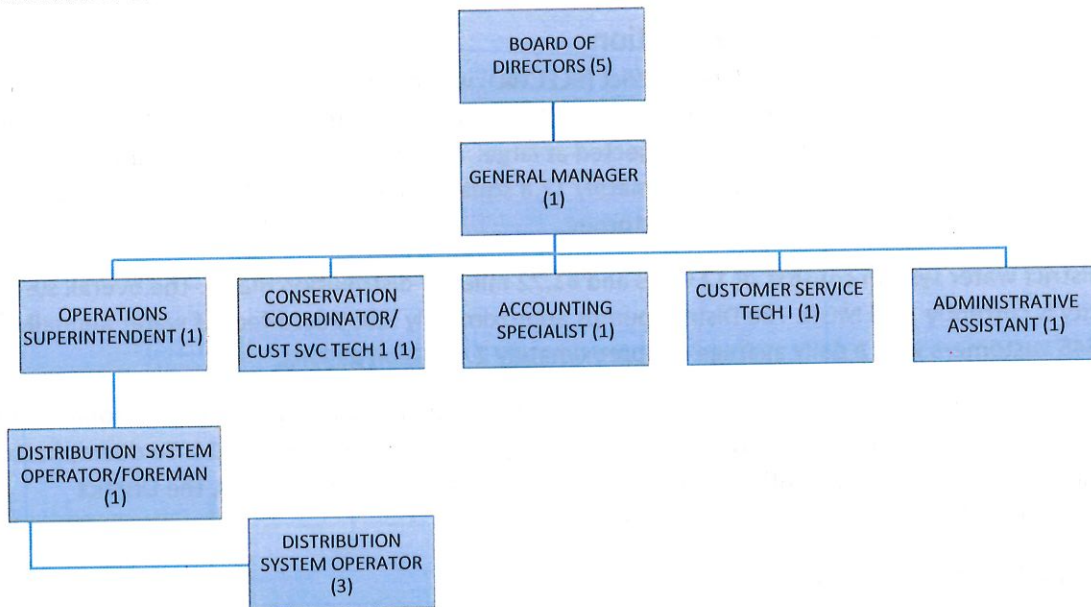 BOARD OF
DIRECTORS (5)
GENERAL MANAGER
(1)
OPERATIONS
SUPERINTENDENT (1)
CONSERVATION
COORDINATOR/
CUST SVC TECH 1 (1)
ACCOUNTING
SPECIALIST (1)
CUSTOMER SERVICE
TECH I (1)
ADMINISTRATIVE
ASSISTANT (1)
DISTRIBUTION SYSTEM
OPERATOR/FOREMAN
(1)
DISTRIBUTION
SYSTEM OPERATOR
(3)